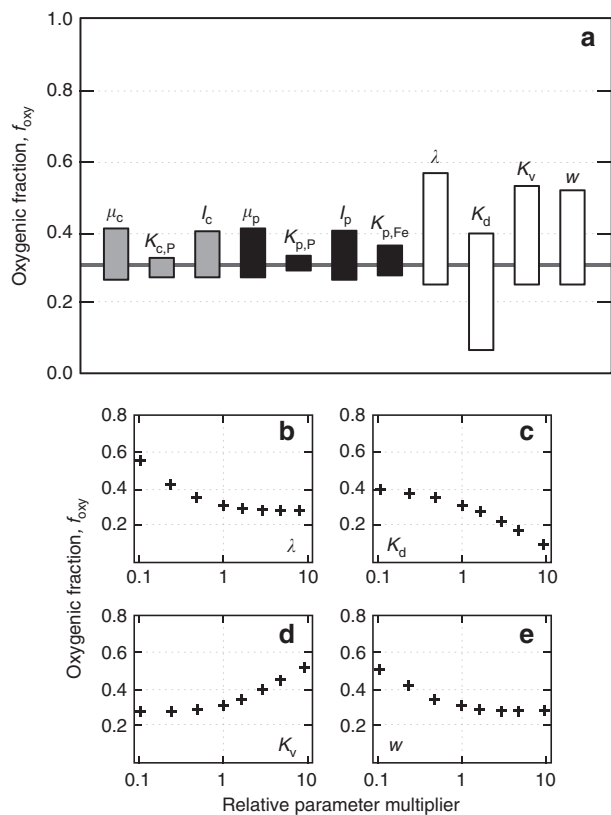 a
Oxygenic fraction, f_oxy
1.0
0.8
0.6
0.4
0.2
0.0
μ_c
K_c,P
I_c
μ_p
K_p,P
I_p
K_p,Fe
λ
K_d
K_v
w
Oxygenic fraction, f_oxy
b
0.8
0.6
0.4
0.2
0.1 1 10
λ
c
0.8
0.6
0.4
0.2
0.1 1 10
K_d
d
0.8
0.6
0.4
0.2
0.1 1 10
K_v
e
0.8
0.6
0.4
0.2
0.1 1 10
w
Relative parameter multiplier